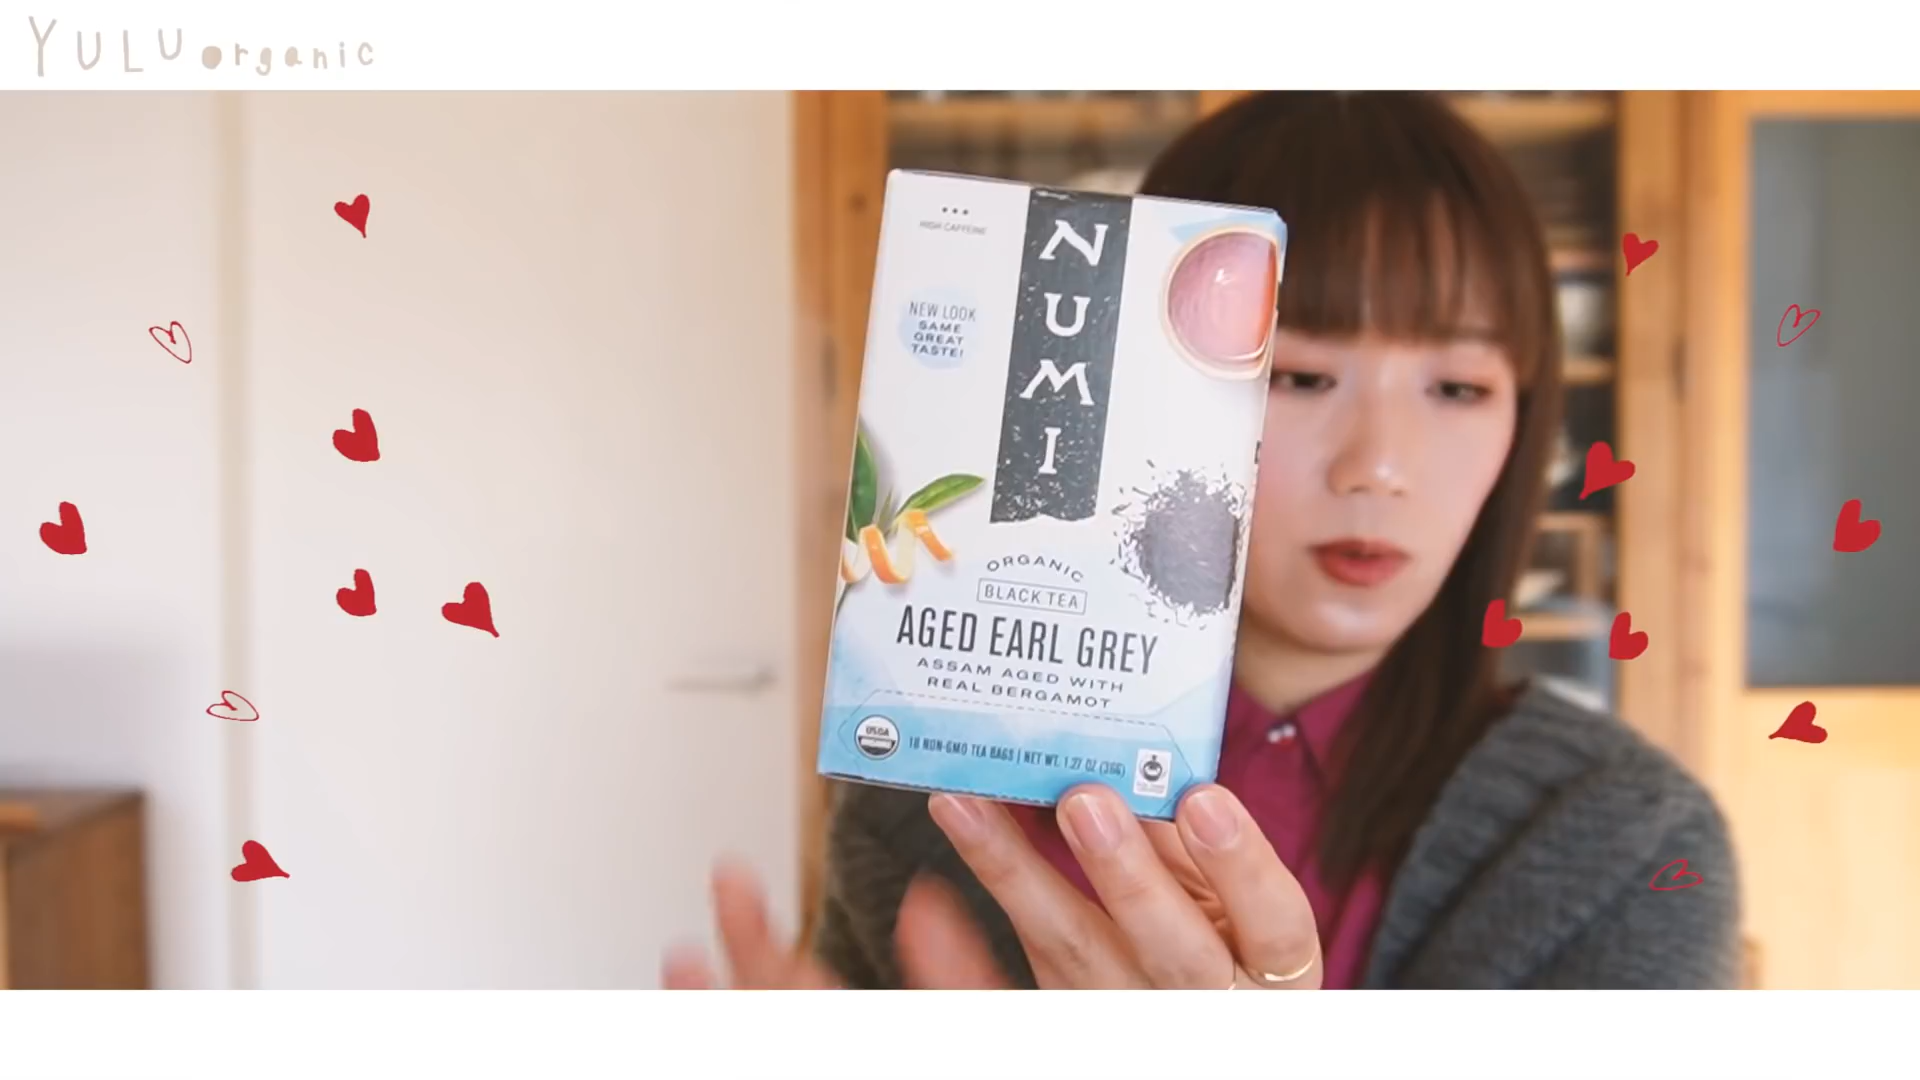 YULU organic
HIGH CAFFEINE
NUMI
NEW LOOK
SAME
GREAT
TASTE!
ORGANIC
BLACK TEA
AGED EARL GREY
ASSAM AGED WITH
REAL BERGAMOT
USDA
ORGANIC
18 NON-GMO TEA BAGS | NET WT. 1.27 OZ (36G)